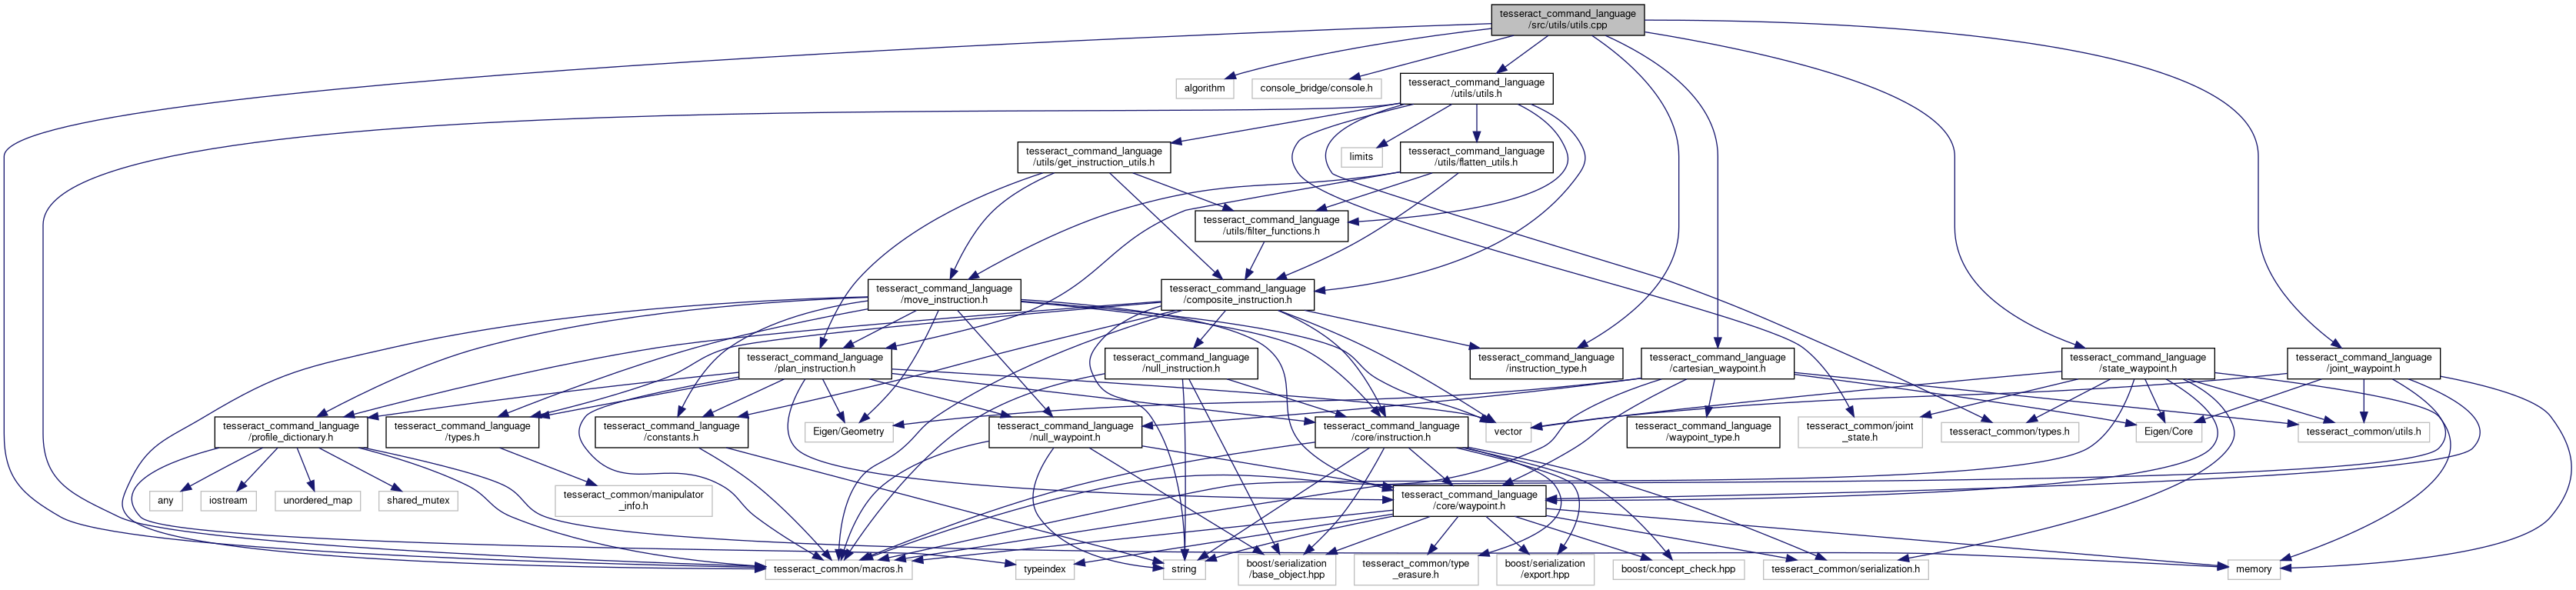 tesseract_command_language
/src/utils/utils.cpp
algorithm
console_bridge/console.h
tesseract_command_language
/utils/utils.h
tesseract_command_language
/utils/get_instruction_utils.h
limits
tesseract_command_language
/utils/flatten_utils.h
tesseract_command_language
/utils/filter_functions.h
tesseract_command_language
/move_instruction.h
tesseract_command_language
/composite_instruction.h
tesseract_command_language
/plan_instruction.h
tesseract_command_language
/null_instruction.h
tesseract_command_language
/instruction_type.h
tesseract_command_language
/cartesian_waypoint.h
tesseract_command_language
/state_waypoint.h
tesseract_command_language
/joint_waypoint.h
tesseract_command_language
/profile_dictionary.h
tesseract_command_language
/types.h
tesseract_command_language
/constants.h
Eigen/Geometry
tesseract_command_language
/null_waypoint.h
tesseract_command_language
/core/instruction.h
vector
tesseract_command_language
/waypoint_type.h
tesseract_common/joint
_state.h
tesseract_common/types.h
Eigen/Core
tesseract_common/utils.h
any
iostream
unordered_map
shared_mutex
tesseract_common/manipulator
_info.h
tesseract_command_language
/core/waypoint.h
tesseract_common/macros.h
typeindex
string
boost/serialization
/base_object.hpp
tesseract_common/type
_erasure.h
boost/serialization
/export.hpp
boost/concept_check.hpp
tesseract_common/serialization.h
memory